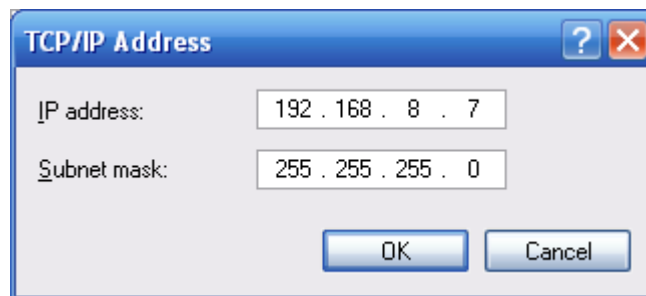 TCP/IP Address
IP address: 192 . 168 . 8 . 7
Subnet mask: 255 . 255 . 255 . 0
OK Cancel